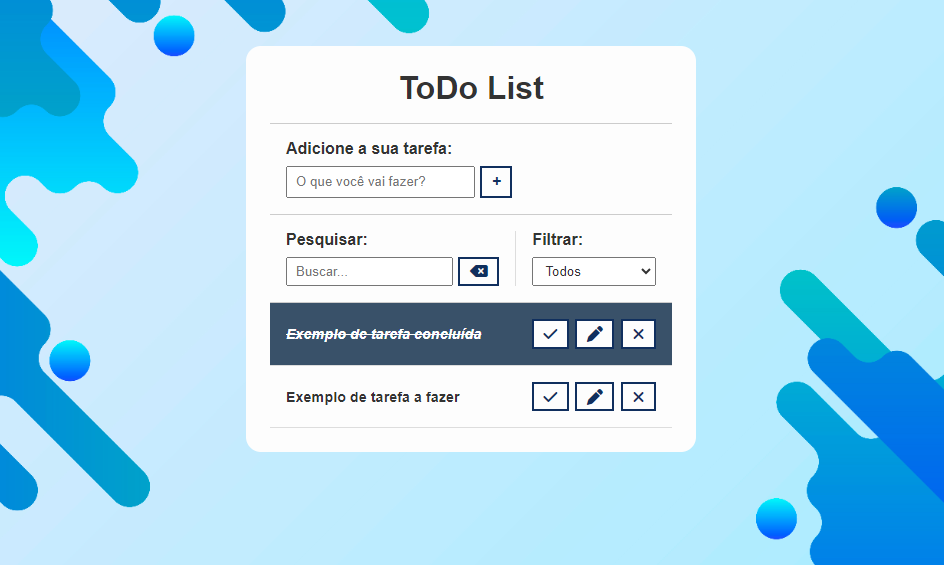 ToDo List
Adicione a sua tarefa:
O que você vai fazer?
+
Pesquisar:
Filtrar:
Buscar...
Todos
Exemplo de tarefa concluída
Exemplo de tarefa a fazer